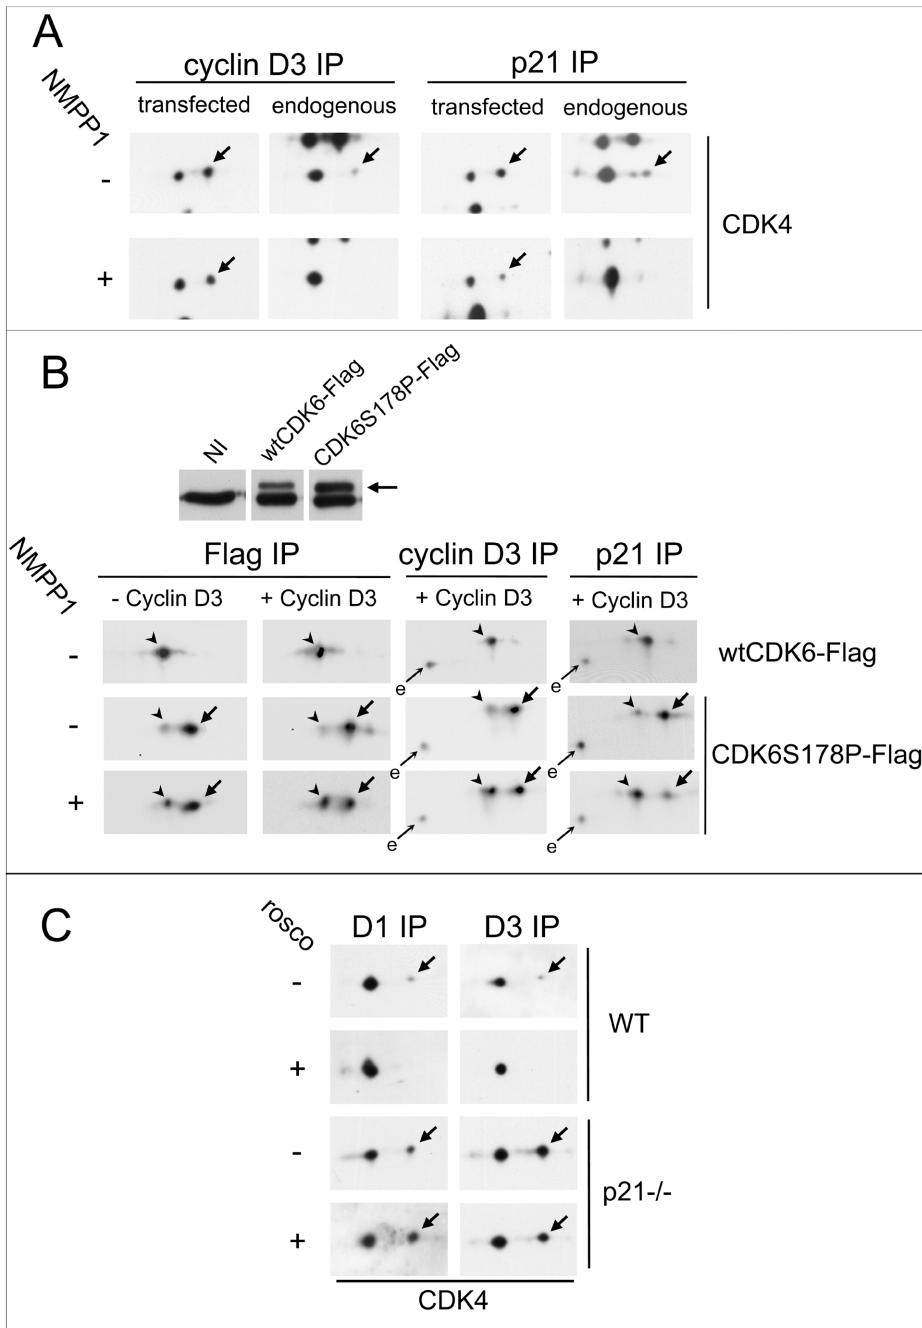 A
NMPP1
cyclin D3 IP
p21 IP
transfected
endogenous
transfected
endogenous
-
CDK4
+
B
NI
wtCDK6-Flag
CDK6S178P-Flag
NMPP1
Flag IP
cyclin D3 IP
p21 IP
- Cyclin D3
+ Cyclin D3
+ Cyclin D3
+ Cyclin D3
-
wtCDK6-Flag
e
e
-
CDK6S178P-Flag
e
e
+
e
e
C
rosco
D1 IP
D3 IP
-
WT
+
-
p21-/-
+
CDK4